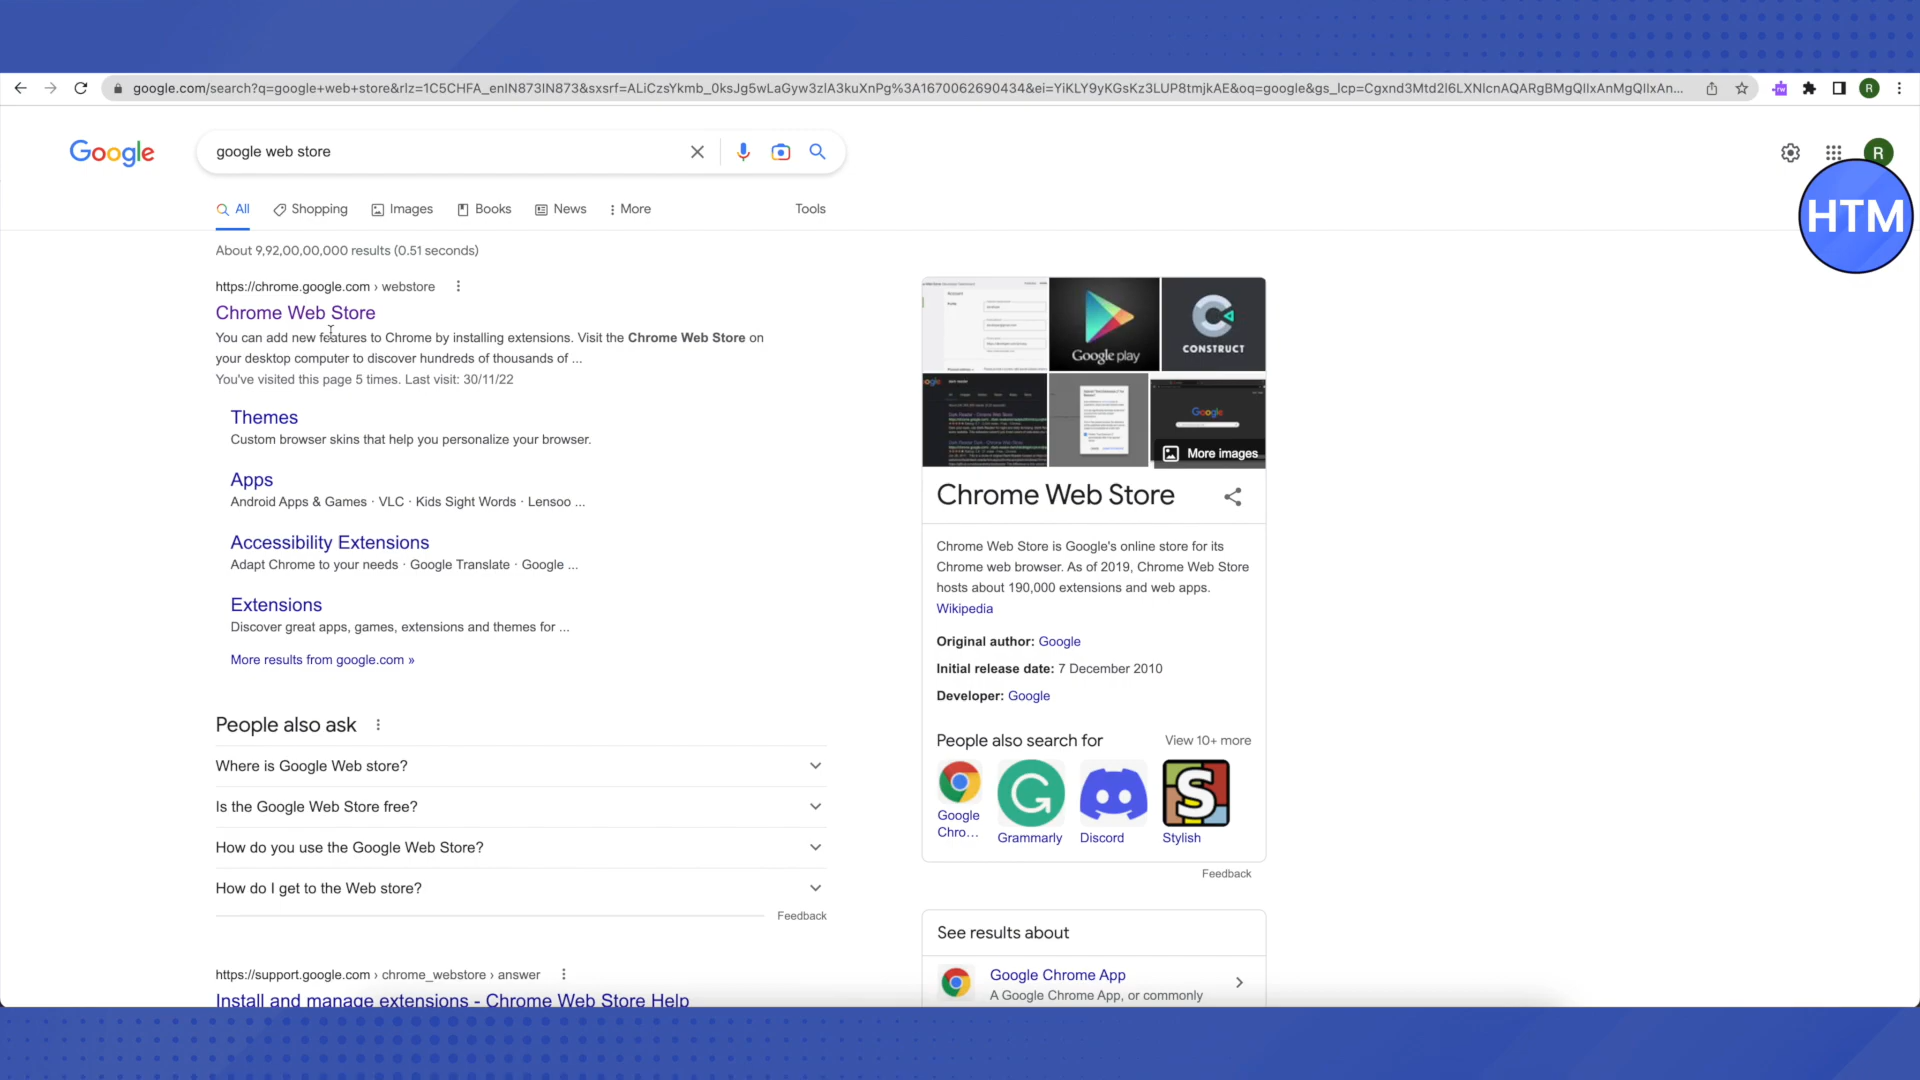 google.com/search?q=google+web+store&rlz=1C5CHFA_enIN873IN873&sxsrf=ALiCzsYkmb_0ksJg5wLaGyw3zlA3kuXnPg%3A1670062690434&ei=YiKLY9yKGsKz3LUP8tmjkAE&oq=google&gs_lcp=Cgxnd3Mtd2l6LXNlcnAQARgBMgQIIxAnMgQIIxAn...
R
Google
google web store
R
HTM
All
Shopping
Images
Books
News
More
Tools
About 9,92,00,00,000 results (0.51 seconds)
https://chrome.google.com › webstore
Chrome Web Store
You can add new features to Chrome by installing extensions. Visit the Chrome Web Store on
your desktop computer to discover hundreds of thousands of ...
You've visited this page 5 times. Last visit: 30/11/22
Themes
Custom browser skins that help you personalize your browser.
Apps
Android Apps & Games · VLC · Kids Sight Words · Lensoo ...
Accessibility Extensions
Adapt Chrome to your needs · Google Translate · Google ...
Extensions
Discover great apps, games, extensions and themes for ...
More results from google.com »
People also ask
Where is Google Web store?
Is the Google Web Store free?
How do you use the Google Web Store?
How do I get to the Web store?
Feedback
https://support.google.com › chrome_webstore › answer
Install and manage extensions - Chrome Web Store Help
Google play
CONSTRUCT
Google
More images
Chrome Web Store
Chrome Web Store is Google's online store for its
Chrome web browser. As of 2019, Chrome Web Store
hosts about 190,000 extensions and web apps.
Wikipedia
Original author: Google
Initial release date: 7 December 2010
Developer: Google
People also search for
View 10+ more
Google
Chro...
Grammarly
Discord
S
Stylish
Feedback
See results about
Google Chrome App
A Google Chrome App, or commonly